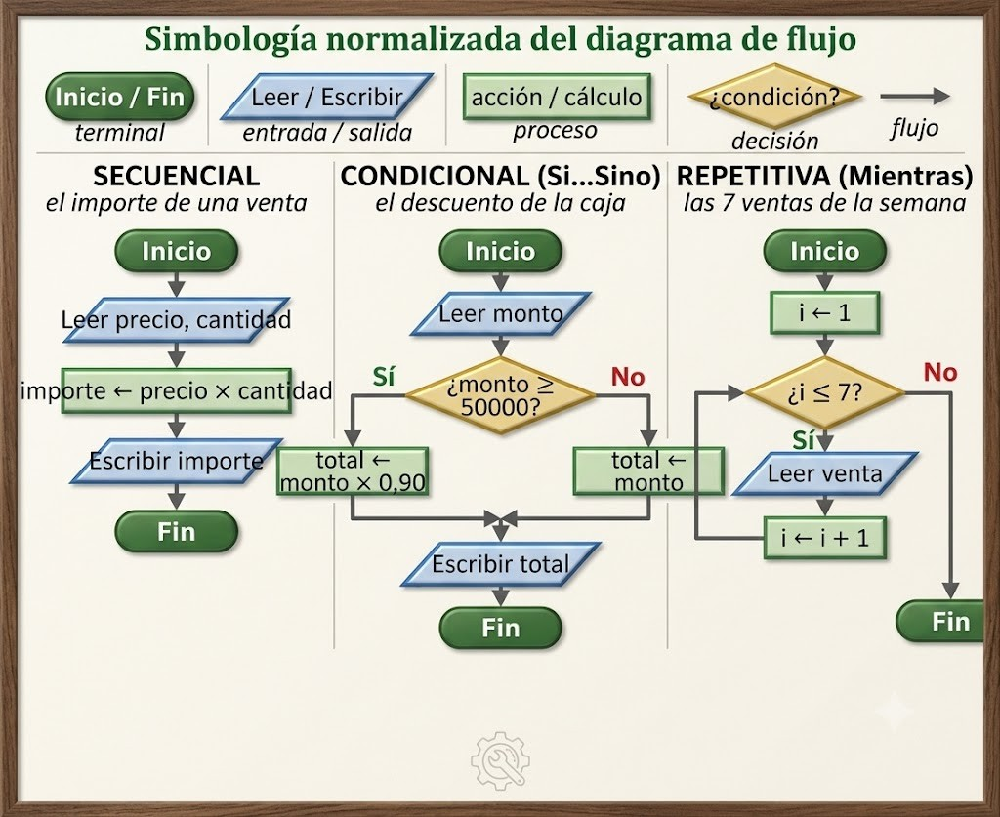 Simbología normalizada del diagrama de flujo
Inicio / Fin
terminal
Leer / Escribir
entrada / salida
acción / cálculo
proceso
¿condición?
decisión
flujo
SECUENCIAL
el importe de una venta
Inicio
Leer precio, cantidad
importe ← precio × cantidad
Escribir importe
Fin
CONDICIONAL (Si...Sino)
el descuento de la caja
Inicio
Leer monto
¿monto ≥
50000?
Sí
No
total ←
monto × 0,90
total ←
monto
Escribir total
Fin
REPETITIVA (Mientras)
las 7 ventas de la semana
Inicio
i ← 1
¿i ≤ 7?
No
Sí
Leer venta
i ← i + 1
Fin